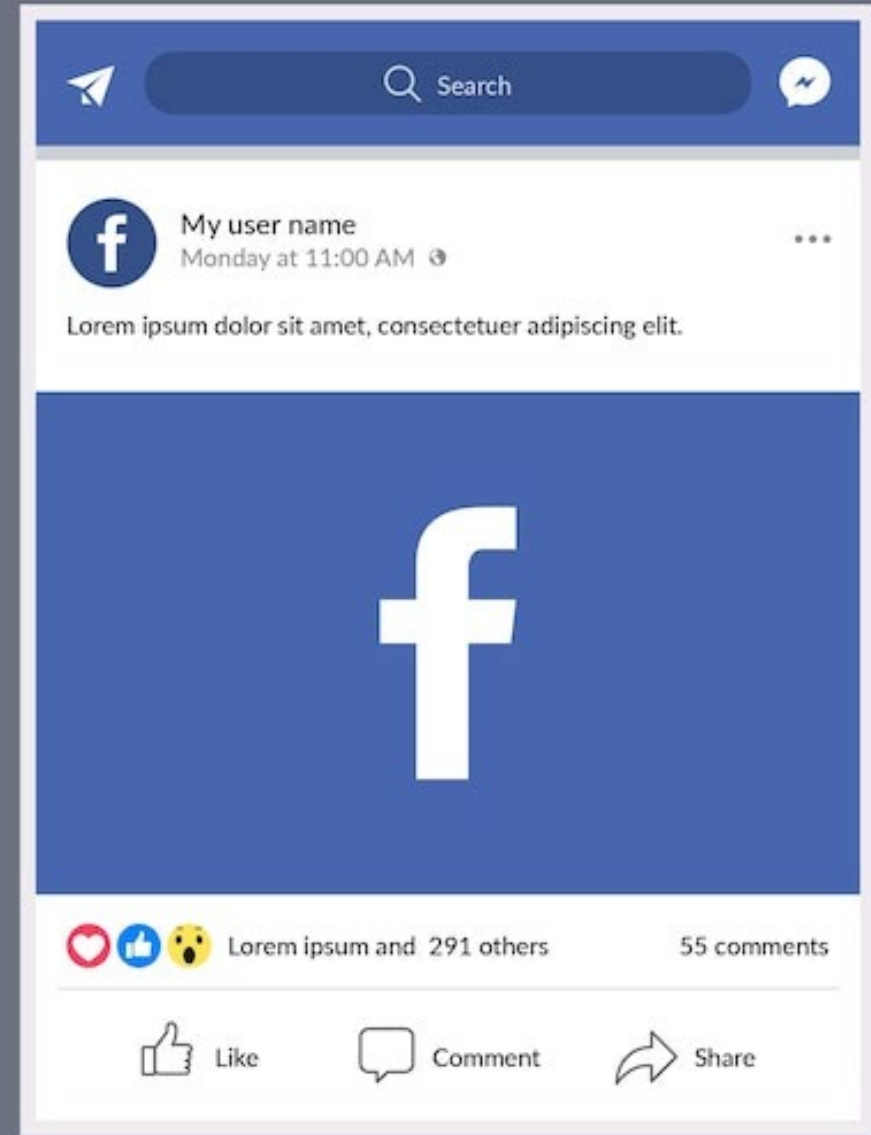 Search
My user name
Monday at 11:00 AM
Lorem ipsum dolor sit amet, consectetuer adipiscing elit.
f
Lorem ipsum and 291 others 55 comments
Like Comment Share